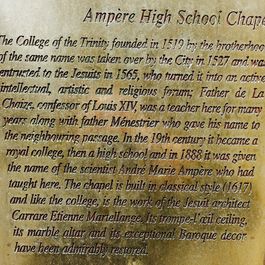 Ampère High School Chape
The College of the Trinity founded in 1519 by the brotherhood
of the same name was taken over by the City in 1527 and was
entrusted to the Jesuits in 1565, who turned it into an active
intellectual, artistic and religious forum; Father de La
Chaize, confessor of Louis XIV, was a teacher here for many
years along with father Ménestrier who gave his name to
the neighbouring passage. In the 19th century it became a
royal college, then a high school and in 1888 it was given
the name of the scientist André Marie Ampère who had
taught here. The chapel is built in classical style (1617)
and like the college, is the work of the Jesuit architect
Carrare Etienne Martellange. Its trompe-l'œil ceiling,
its marble altar and its exceptional Baroque decor
have been admirably restored.